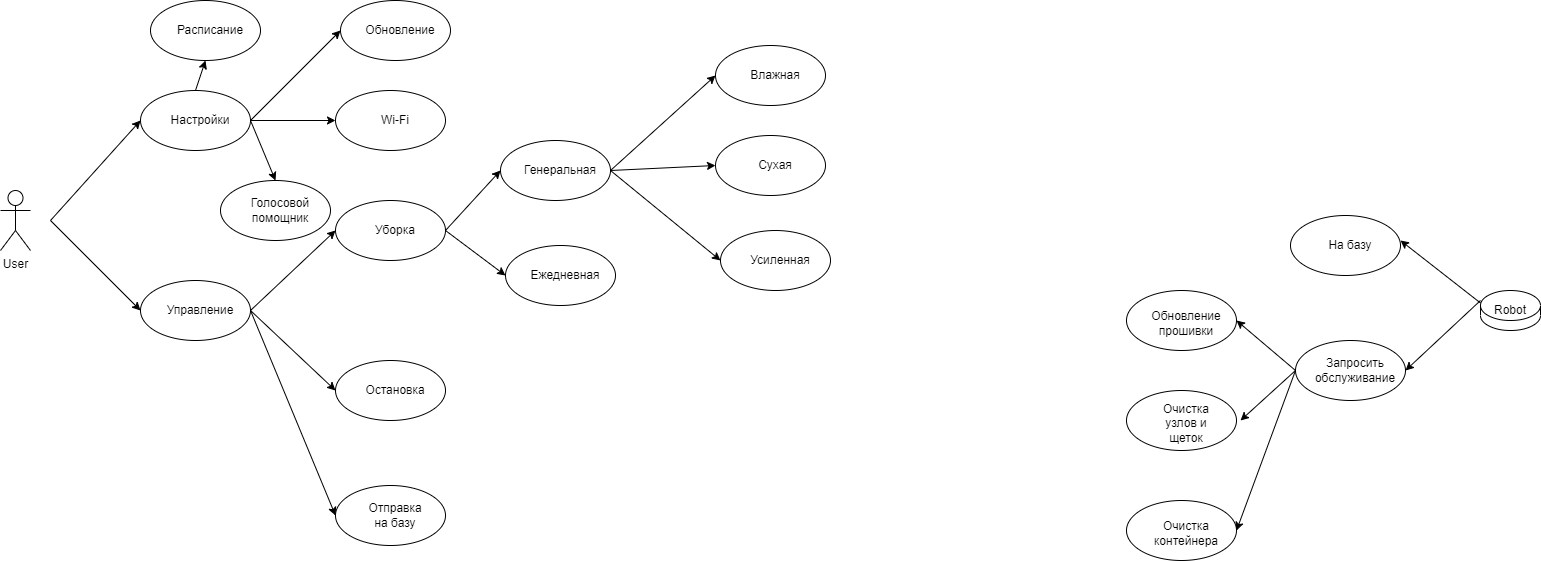 Расписание
Обновление
Настройки
Wi-Fi
Голосовой
помощник
User
Управление
Уборка
Генеральная
Ежедневная
Влажная
Сухая
Усиленная
Остановка
Отправка
на базу
На базу
Robot
Обновление
прошивки
Запросить
обслуживание
Очистка
узлов и
щеток
Очистка
контейнера